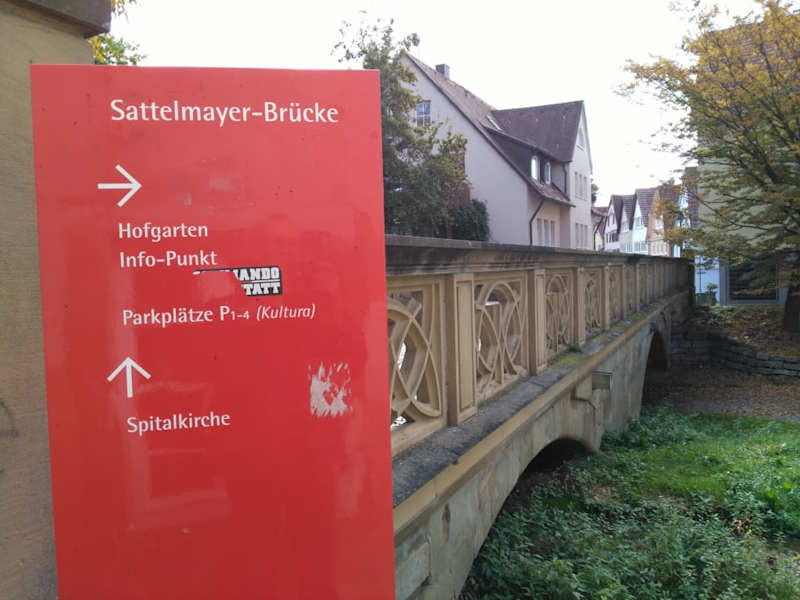 Sattelmayer-Brücke
→
Hofgarten
Info-Punkt
Parkplätze P1-4 (Kultura)
↑
Spitalkirche